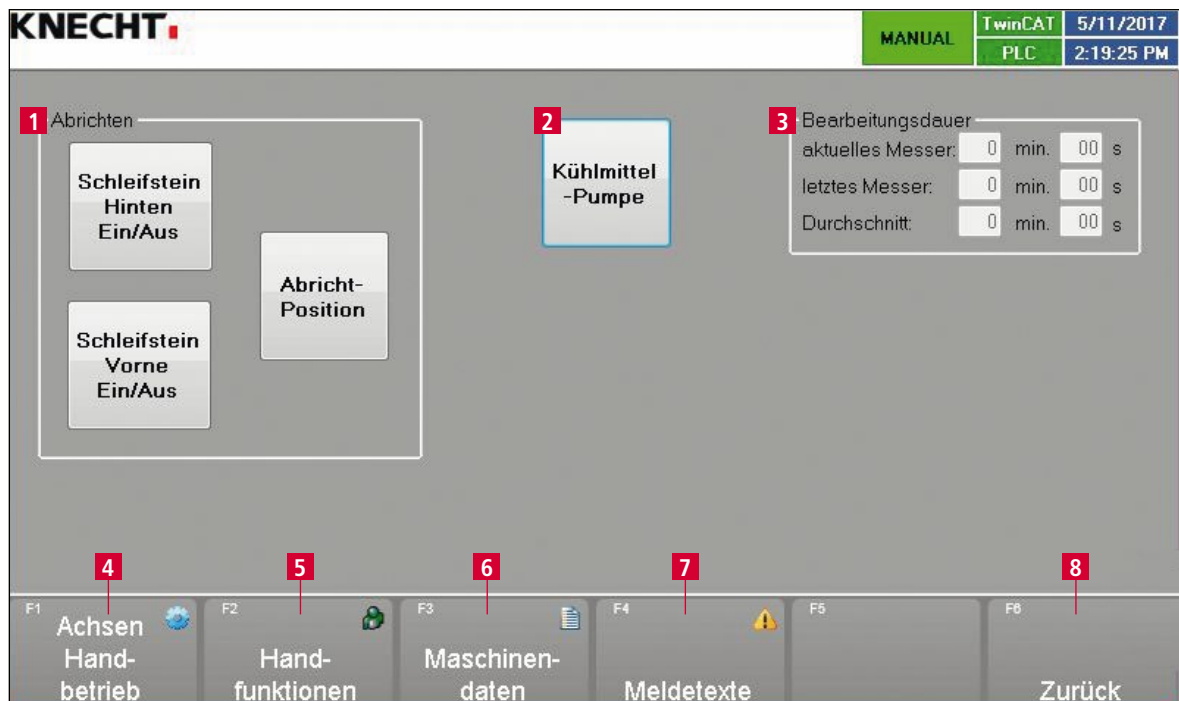 KNECHT
MANUAL
TwinCAT
5/11/2017
PLC
2:19:25 PM
1 Abrichten
Schleifstein
Hinten
Ein/Aus
Abricht-
Position
Schleifstein
Vorne
Ein/Aus
2
Kühlmittel
-Pumpe
3 Bearbeitungsdauer
aktuelles Messer: 0 min. 00 s
letztes Messer: 0 min. 00 s
Durchschnitt: 0 min. 00 s
4
5
6
7
8
F1
Achsen
Hand-
betrieb
F2
Hand-
funktionen
F3
Maschinen-
daten
F4
Meldetexte
F5
F6
Zurück